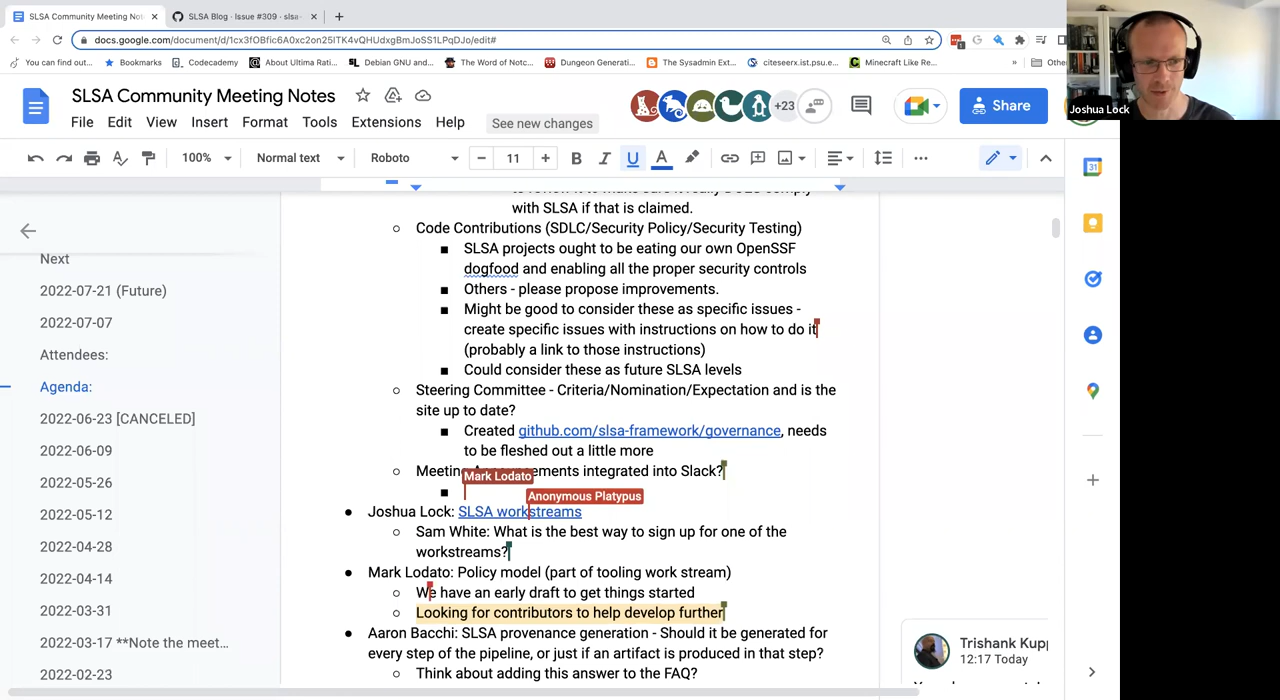 SLSA Community Meeting Not
SLSA Blog · Issue #309 · slsa-
docs.google.com/document/d/1cx3fOBfic6A0xc2on25ITK4vQHUdxgBmJoSS1LPqDJo/edit#
You can find out...
Bookmarks
Codecademy
About Ultima Rati...
Debian GNU and...
The Word of Notc...
Dungeon Generati...
The Sysadmin Ext...
citeseerx.ist.psu.e...
Minecraft Like Re...
»
Joshua Lock
SLSA Community Meeting Notes
+23
Share
File Edit View Insert Format Tools Extensions Help
See new changes
100%
Normal text
Roboto
11
B I U A
31
with SLSA if that is claimed.
Code Contributions (SDLC/Security Policy/Security Testing)
SLSA projects ought to be eating our own OpenSSF
dogfood and enabling all the proper security controls
Others - please propose improvements.
Might be good to consider these as specific issues -
create specific issues with instructions on how to do it
(probably a link to those instructions)
Could consider these as future SLSA levels
Steering Committee - Criteria/Nomination/Expectation and is the
site up to date?
Created github.com/slsa-framework/governance, needs
to be fleshed out a little more
Meeting Announcements integrated into Slack?
Mark Lodato
Anonymous Platypus
Joshua Lock: SLSA workstreams
Sam White: What is the best way to sign up for one of the
workstreams?
Mark Lodato: Policy model (part of tooling work stream)
We have an early draft to get things started
Looking for contributors to help develop further
Aaron Bacchi: SLSA provenance generation - Should it be generated for
every step of the pipeline, or just if an artifact is produced in that step?
Think about adding this answer to the FAQ?
Next
2022-07-21 (Future)
2022-07-07
Attendees:
Agenda:
2022-06-23 [CANCELED]
2022-06-09
2022-05-26
2022-05-12
2022-04-28
2022-04-14
2022-03-31
2022-03-17 **Note the meet...
2022-02-23
Trishank Kupp
12:17 Today